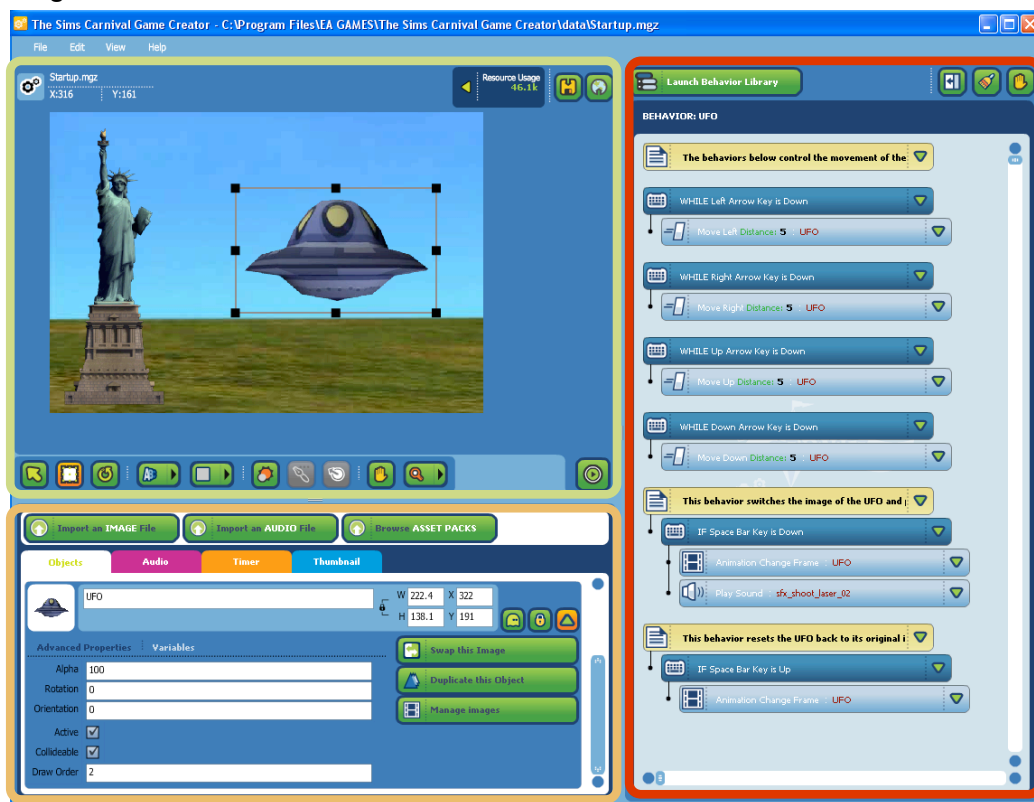 The Sims Carnival Game Creator - C:\Program Files\EA GAMES\The Sims Carnival Game Creator\data\Startup.mgz
File Edit View Help
Startup.mgz
X:316 Y:161
Resource Usage
46.1k
Launch Behavior Library
BEHAVIOR: UFO
The behaviors below control the movement of the
WHILE Left Arrow Key is Down
Move Left Distance: 5 UFO
WHILE Right Arrow Key is Down
Move Right Distance: 5 UFO
WHILE Up Arrow Key is Down
Move Up Distance: 5 UFO
WHILE Down Arrow Key is Down
Move Down Distance: 5 UFO
This behavior switches the image of the UFO and
IF Space Bar Key is Down
Animation Change Frame UFO
Play Sound sfx_shoot_laser_02
This behavior resets the UFO back to its original i
IF Space Bar Key is Up
Animation Change Frame UFO
Import an IMAGE File Import an AUDIO File Browse ASSET PACKS
Objects Audio Timer Thumbnail
UFO
W 222.4 X 322
H 138.1 Y 191
Advanced Properties Variables
Alpha 100
Rotation 0
Orientation 0
Active
Collideable
Draw Order 2
Swap this Image
Duplicate this Object
Manage images